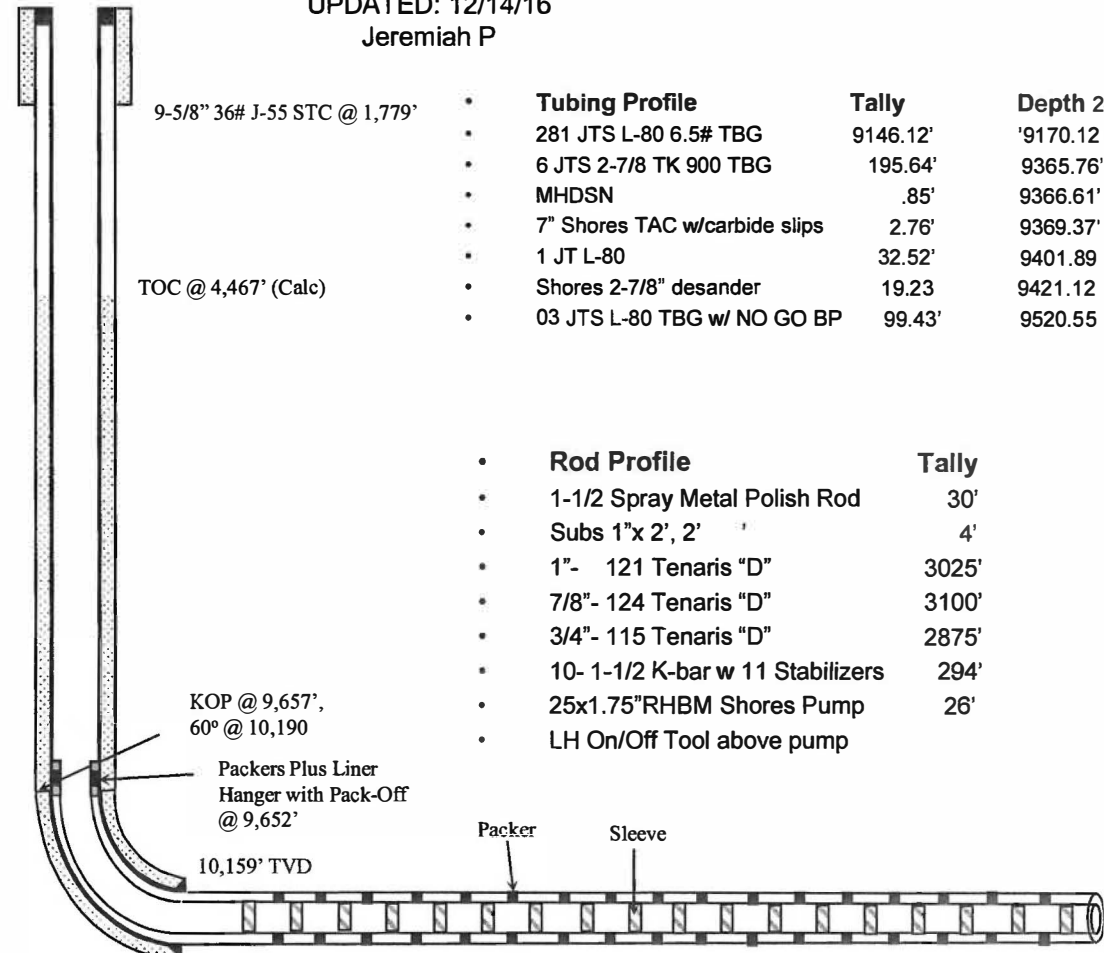 UPDATED: 12/14/16
Jeremiah P
9-5/8” 36# J-55 STC @ 1,779’
• Tubing Profile Tally Depth 2
• 281 JTS L-80 6.5# TBG 9146.12’ ’9170.12
• 6 JTS 2-7/8 TK 900 TBG 195.64’ 9365.76’
• MHDSN .85’ 9366.61’
• 7” Shores TAC w/carbide slips 2.76’ 9369.37’
• 1 JT L-80 32.52’ 9401.89
• Shores 2-7/8” desander 19.23 9421.12
• 03 JTS L-80 TBG w/ NO GO BP 99.43’ 9520.55
TOC @ 4,467’ (Calc)
• Rod Profile Tally
• 1-1/2 Spray Metal Polish Rod 30’
• Subs 1”x 2’, 2’ ’ 4’
• 1”- 121 Tenaris “D” 3025’
• 7/8”- 124 Tenaris “D” 3100’
• 3/4”- 115 Tenaris “D” 2875’
• 10- 1-1/2 K-bar w 11 Stabilizers 294’
• 25x1.75”RHBM Shores Pump 26’
• LH On/Off Tool above pump
KOP @ 9,657’,
60º @ 10,190
Packers Plus Liner
Hanger with Pack-Off
@ 9,652’
Packer
Sleeve
10,159’ TVD